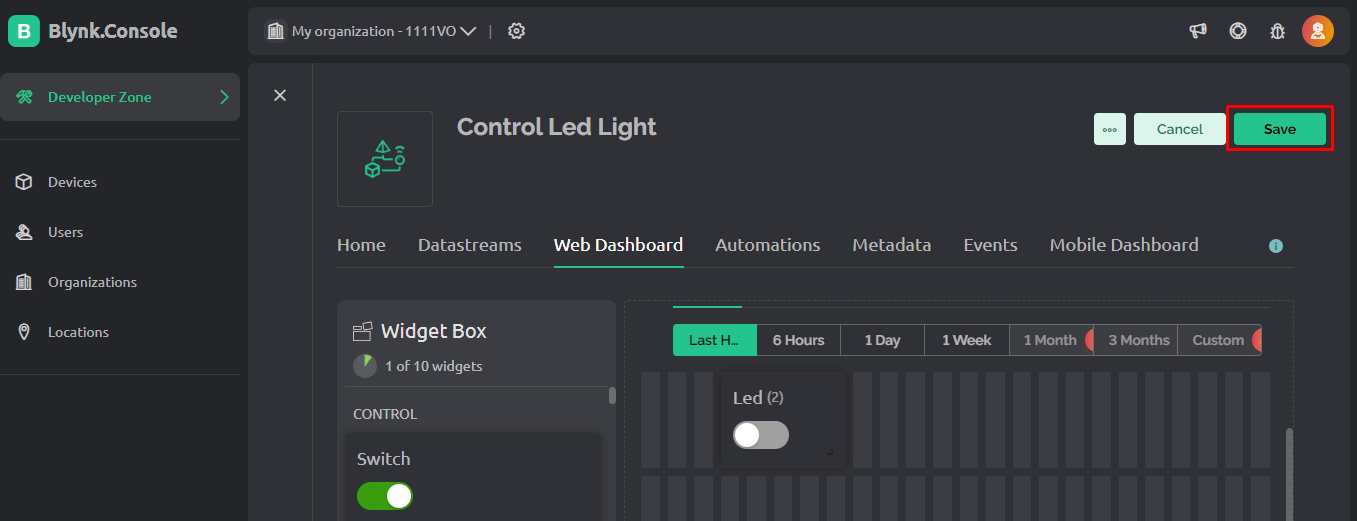 B Blynk.Console
My organization - 1111VO
Developer Zone
Devices
Users
Organizations
Locations
Control Led Light
Cancel
Save
Home Datastreams Web Dashboard Automations Metadata Events Mobile Dashboard
Widget Box
1 of 10 widgets
CONTROL
Switch
Last H... 6 Hours 1 Day 1 Week 1 Month 3 Months Custom
Led (2)